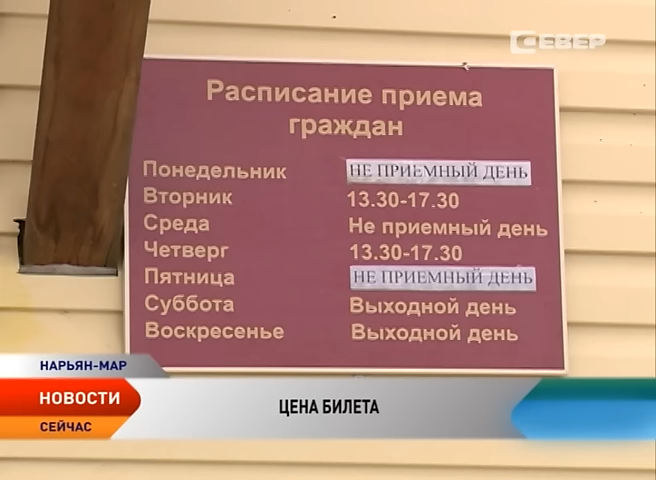 СЕВЕР
Расписание приема
граждан
Понедельник НЕ ПРИЕМНЫЙ ДЕНЬ
Вторник 13.30-17.30
Среда Не приемный день
Четверг 13.30-17.30
Пятница НЕ ПРИЕМНЫЙ ДЕНЬ
Суббота Выходной день
Воскресенье Выходной день
НАРЬЯН-МАР
НОВОСТИ
СЕЙЧАС
ЦЕНА БИЛЕТА